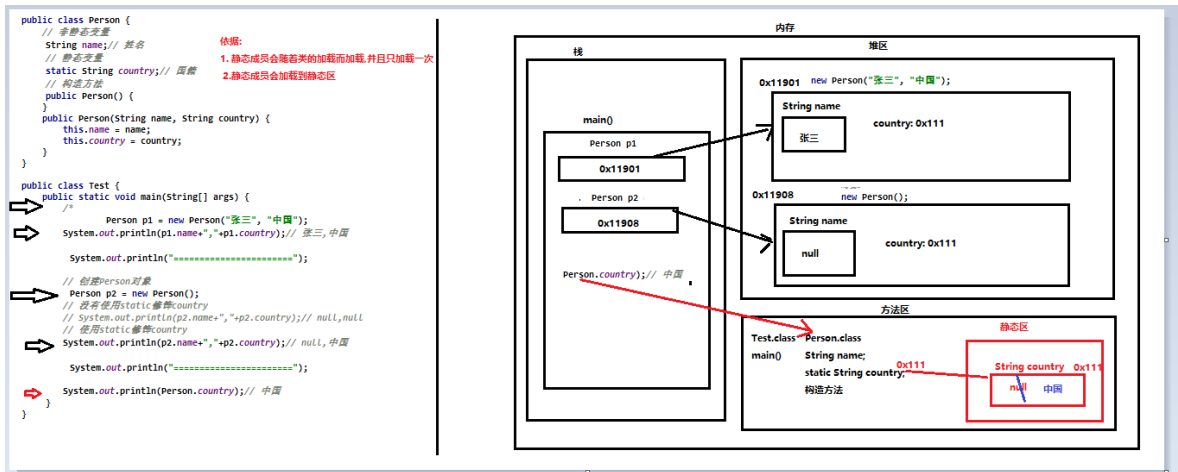 public class Person {
// 非静态变量
String name;// 姓名
// 静态变量
static String country;// 国籍
// 构造方法
public Person() {
}
public Person(String name, String country) {
this.name = name;
this.country = country;
}
}
依据:
1. 静态成员会随着类的加载而加载,并且只加载一次
2.静态成员会加载到静态区
public class Test {
public static void main(String[] args) {
/*
Person p1 = new Person("张三", "中国");
System.out.println(p1.name+","+p1.country);// 张三,中国
System.out.println("=======================");
// 创建Person对象
Person p2 = new Person();
// 没有使用static修饰country
// System.out.println(p2.name+","+p2.country);// null,null
// 使用static修饰country
System.out.println(p2.name+","+p2.country);// null,中国
System.out.println("=======================");
System.out.println(Person.country);// 中国
}
}
内存
栈
main()
Person p1
0x11901
. Person p2
0x11908
Person.country);// 中国
堆区
0x11901 new Person("张三", "中国");
String name
张三
country: 0x111
0x11908
new Person();
String name
null
country: 0x111
方法区
Test.class
main()
Person.class
String name;
static String country;
构造方法
0x111
静态区
String country 0x111
null 中国